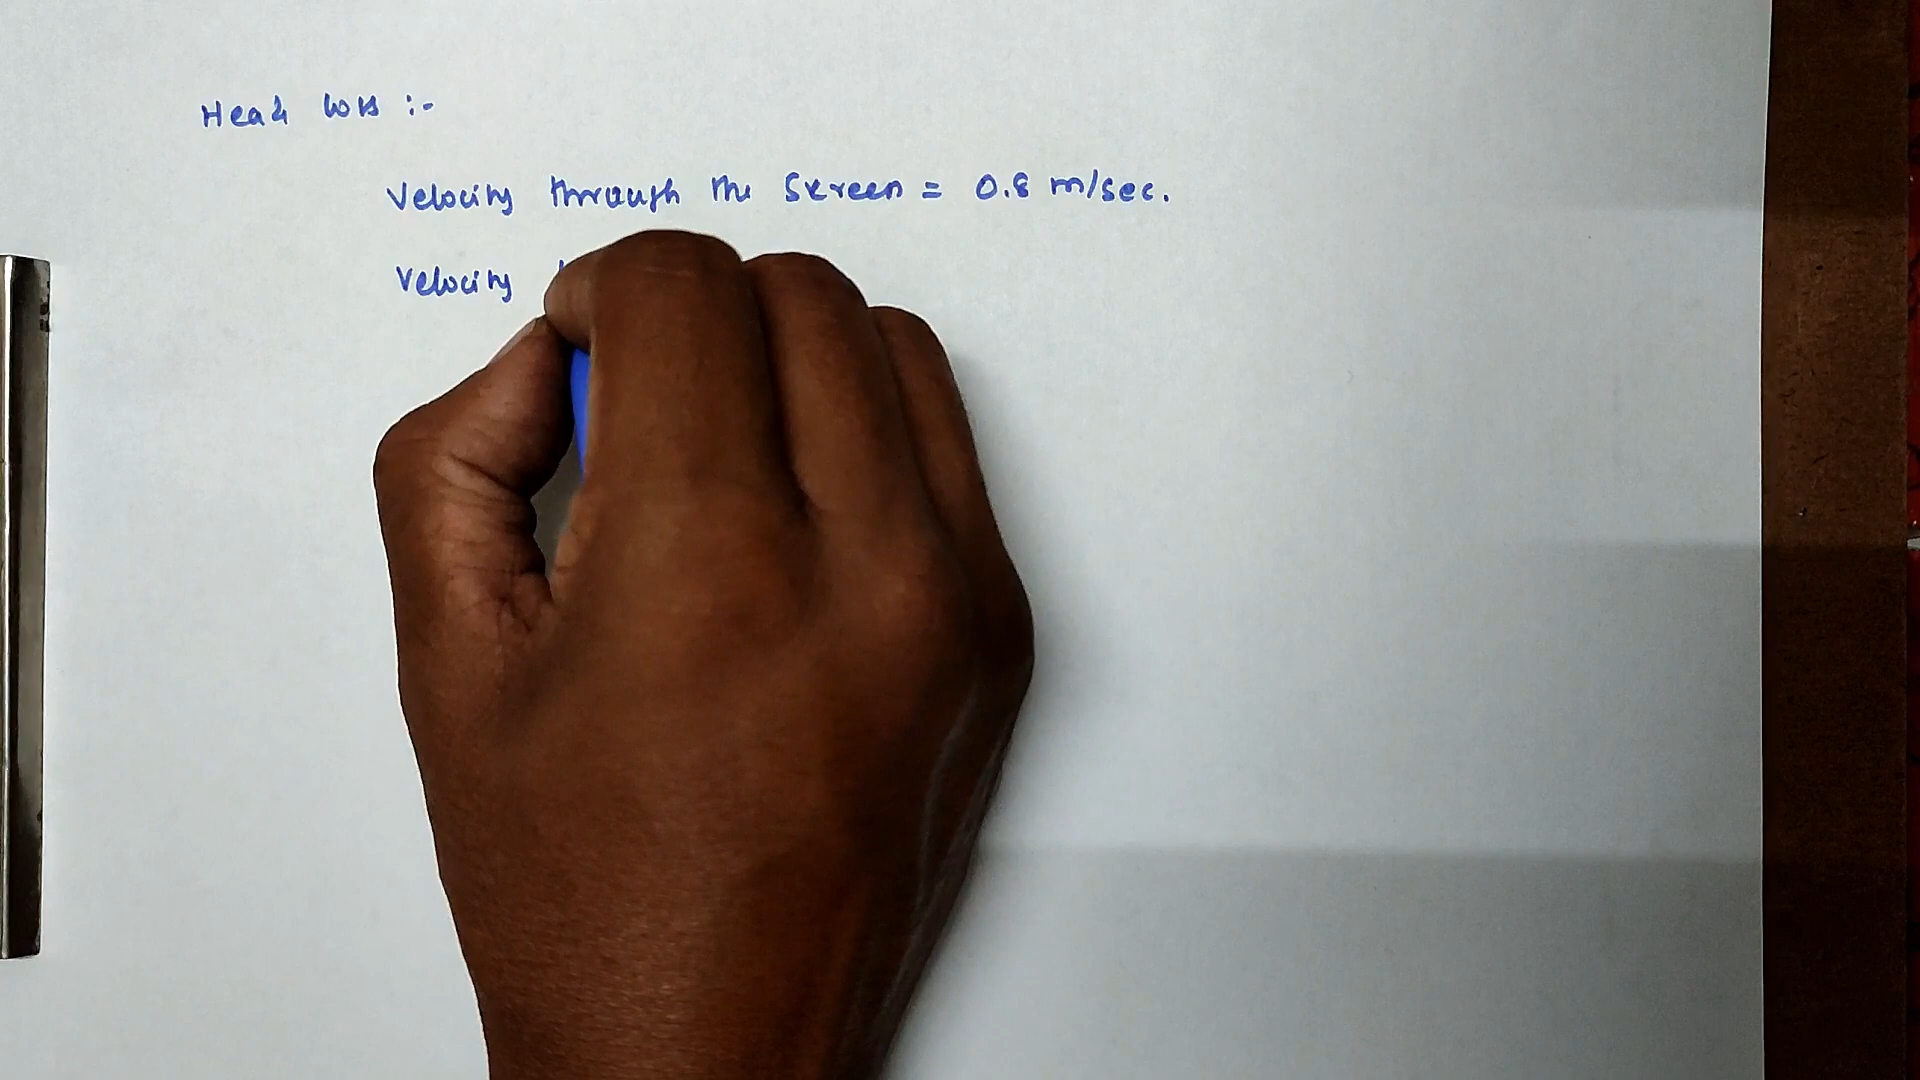 Head loss :-
Velocity through the Screen = 0.8 m/sec.
Velocity